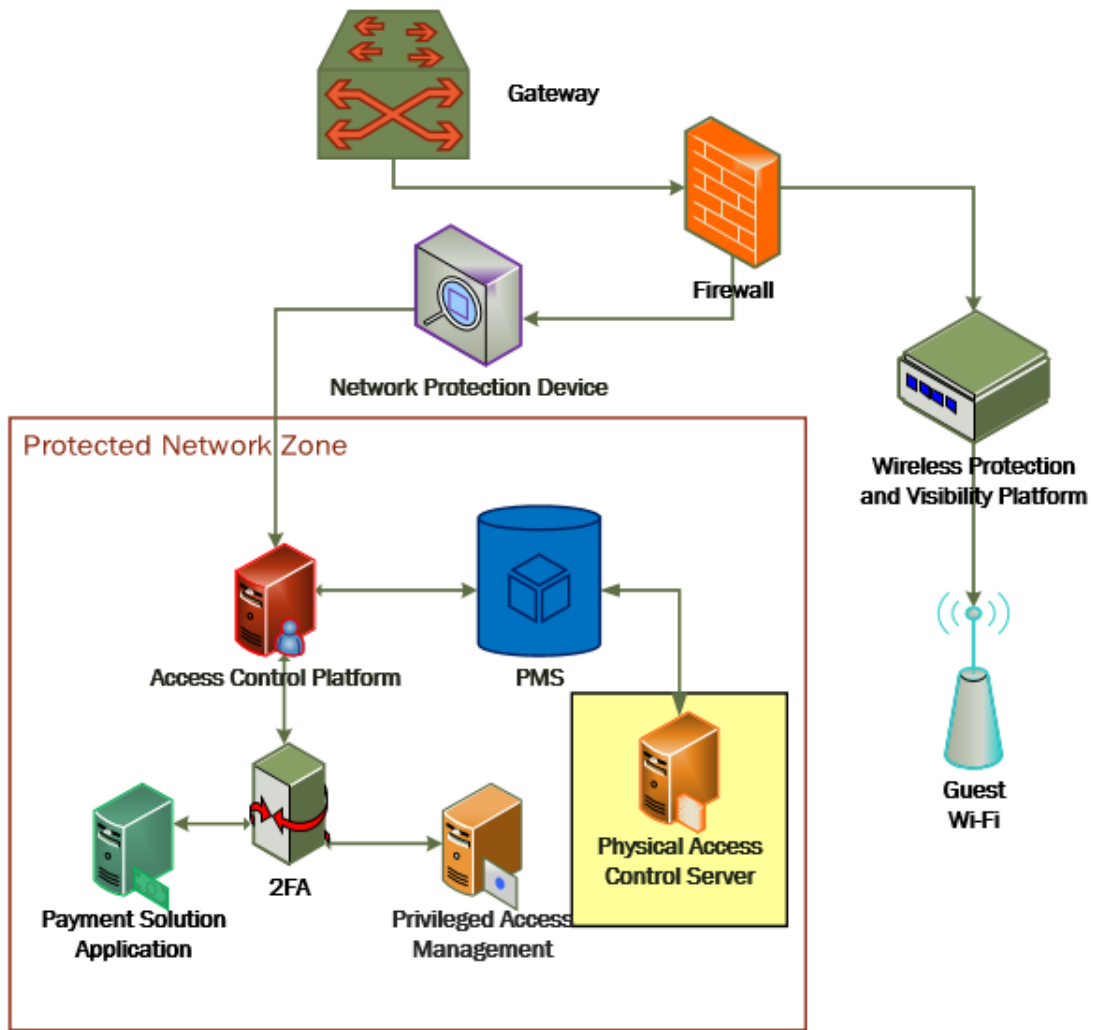 Gateway
Firewall
Network Protection Device
Protected Network Zone
Wireless Protection
and Visibility Platform
Access Control Platform
PMS
Physical Access
Control Server
Guest
Wi-Fi
2FA
Payment Solution
Application
Privileged Access
Management